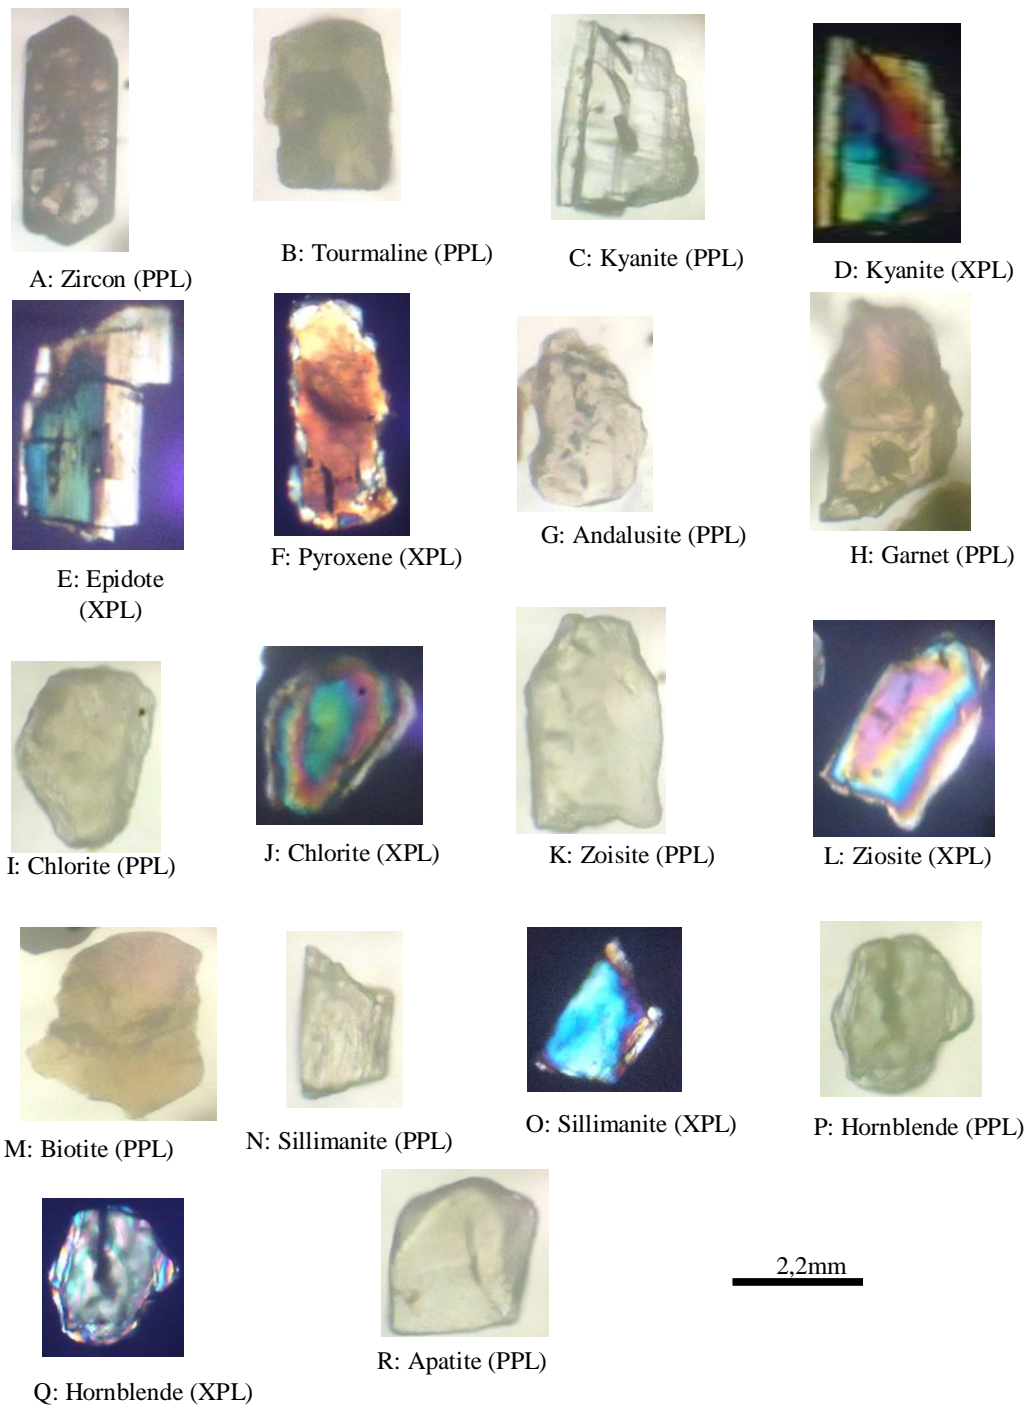 A: Zircon (PPL)
B: Tourmaline (PPL)
C: Kyanite (PPL)
D: Kyanite (XPL)
E: Epidote
(XPL)
F: Pyroxene (XPL)
G: Andalusite (PPL)
H: Garnet (PPL)
I: Chlorite (PPL)
J: Chlorite (XPL)
K: Zoisite (PPL)
L: Ziosite (XPL)
M: Biotite (PPL)
N: Sillimanite (PPL)
O: Sillimanite (XPL)
P: Hornblende (PPL)
Q: Hornblende (XPL)
R: Apatite (PPL)
2,2mm